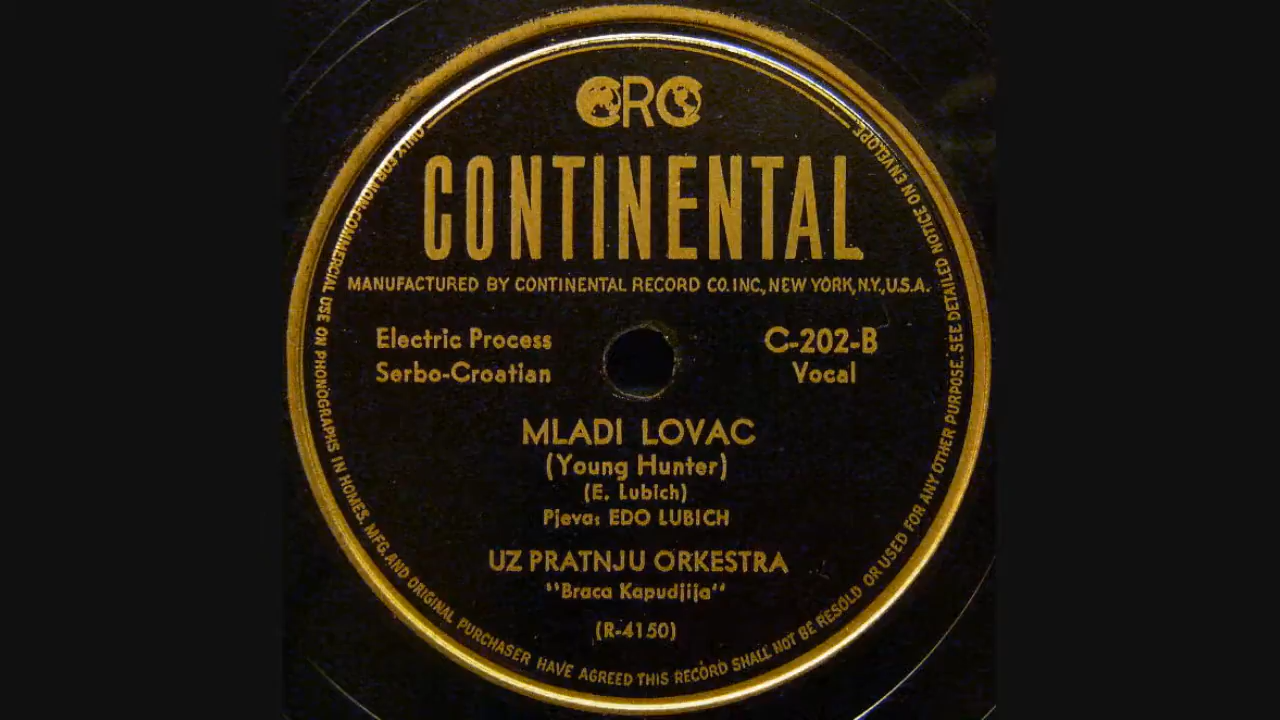 CRC
CONTINENTAL
MANUFACTURED BY CONTINENTAL RECORD CO. INC., NEW YORK, N.Y., U.S.A.
Electric Process
Serbo-Croatian
C-202-B
Vocal
MLADI LOVAC
(Young Hunter)
(E. Lubich)
Pjeva: EDO LUBICH
UZ PRATNJU ORKESTRA
"Braca Kapudjija"
(R-4150)
ONLY FOR NON-COMMERCIAL USE ON PHONOGRAPHS IN HOMES. MFG. AND ORIGINAL PURCHASER HAVE AGREED THIS RECORD SHALL NOT BE RESOLD OR USED FOR ANY OTHER PURPOSE. SEE DETAILED NOTICE ON ENVELOPE